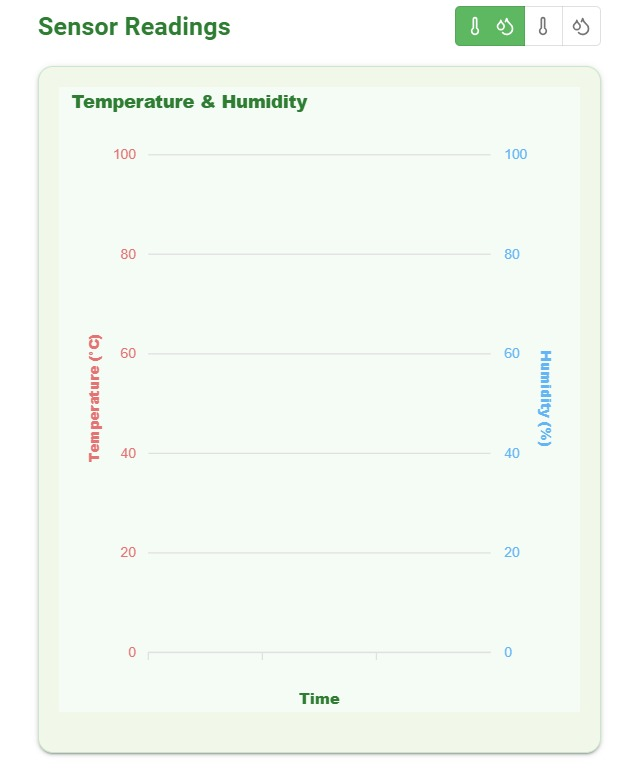 Sensor Readings
Temperature & Humidity
100 100
80 80
60 60
40 40
20 20
0 0
Temperature (°C)
Humidity (%)
Time